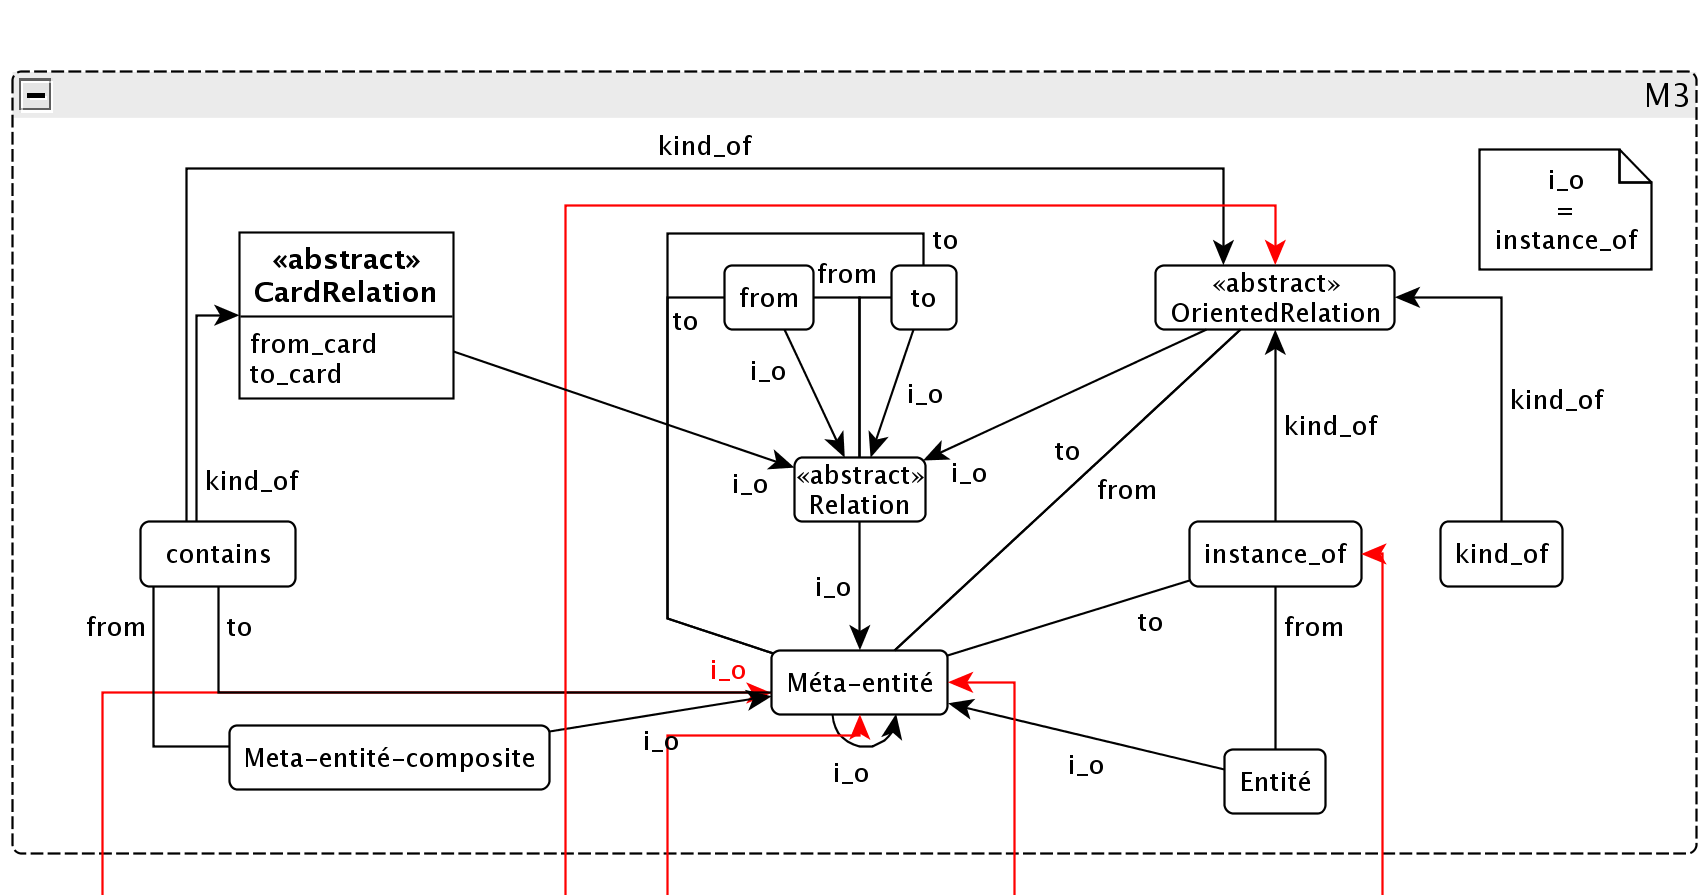 M3
kind_of
i_o
=
instance_of
«abstract»
CardRelation
from_card
to_card
to
from
from
to
to
«abstract»
OrientedRelation
i_o
i_o
kind_of
kind_of
to
i_o
i_o
«abstract»
Relation
from
kind_of
contains
instance_of
kind_of
i_o
from
to
to
from
i_o
Méta-entité
i_o
Meta-entité-composite
i_o
i_o
Entité